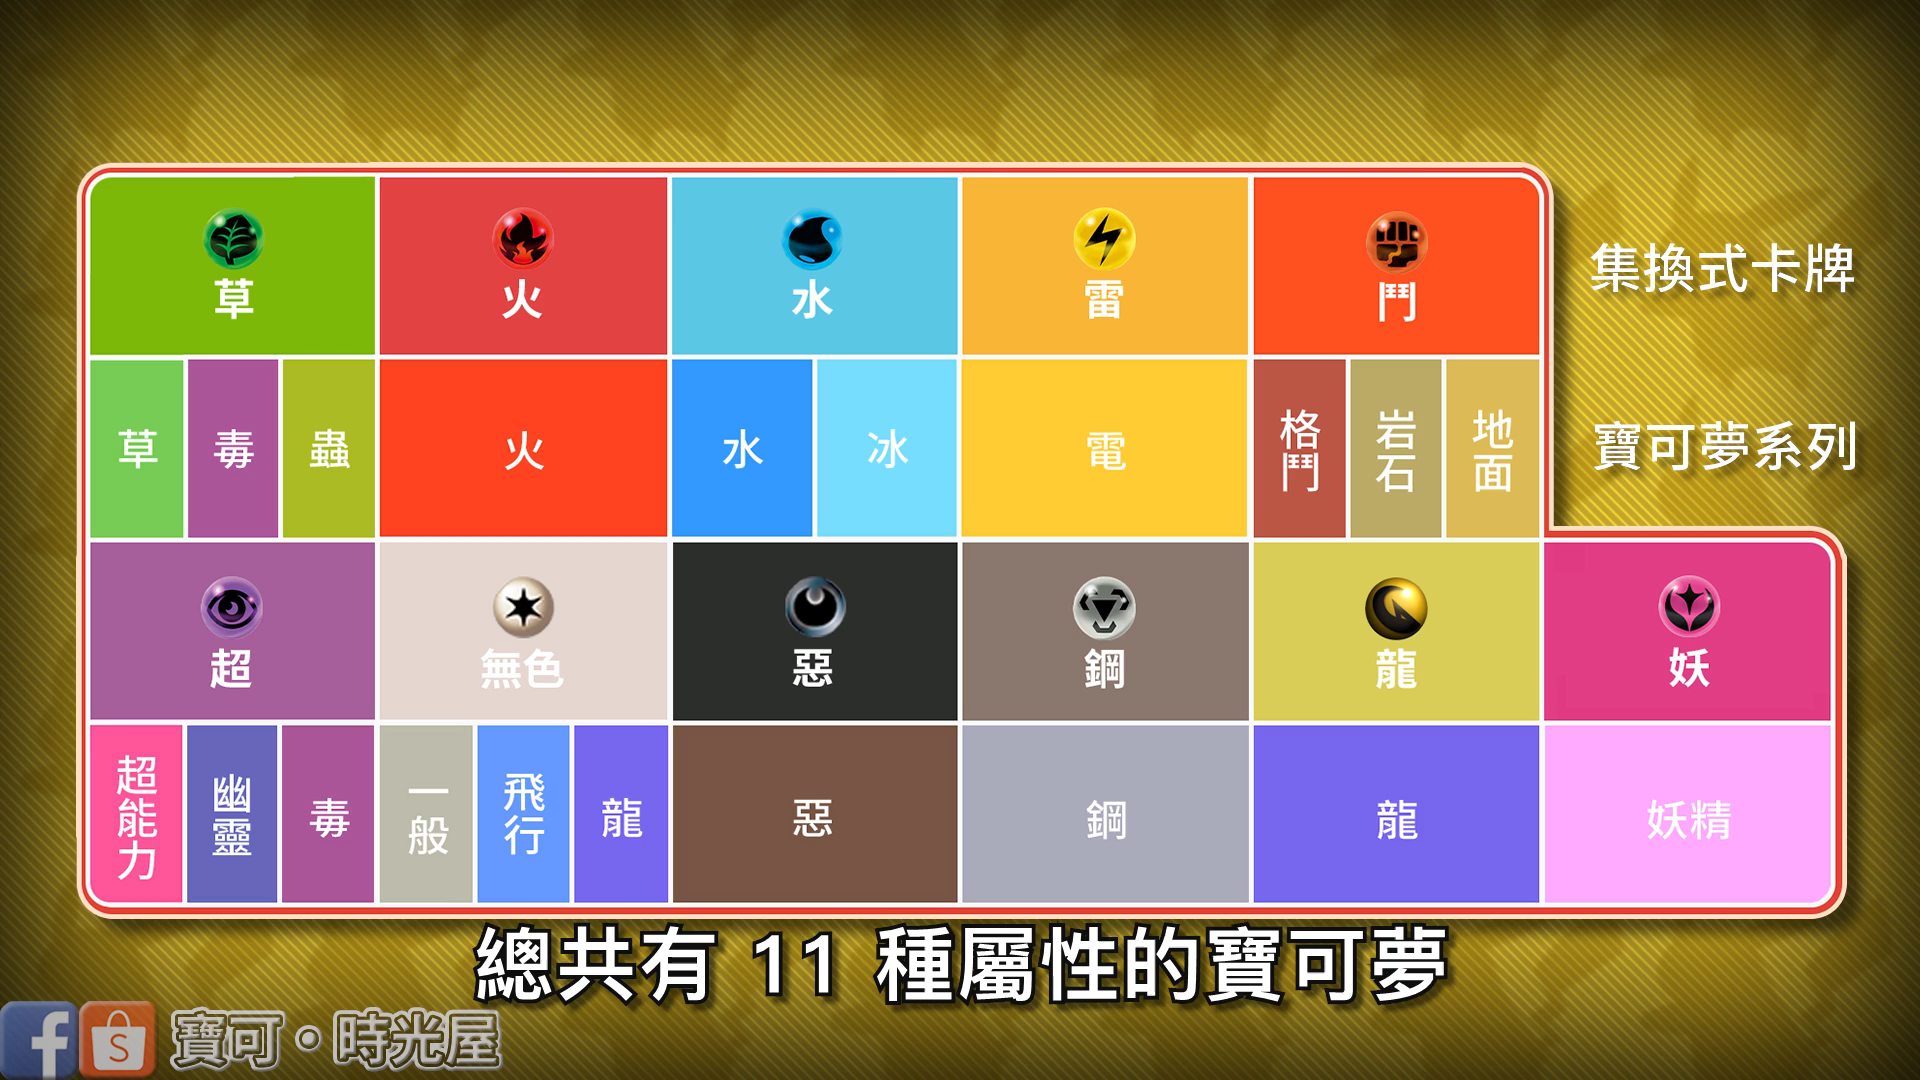 草 火 水 雷 鬥 集換式卡牌
草 毒 蟲 火 水 冰 電 格鬥 岩石 地面 寶可夢系列
超 無色 惡 鋼 龍 妖
超能力 幽靈 毒 一般 飛行 龍 惡 鋼 龍 妖精
總共有 11 種屬性的寶可夢
f S 寶可。時光屋